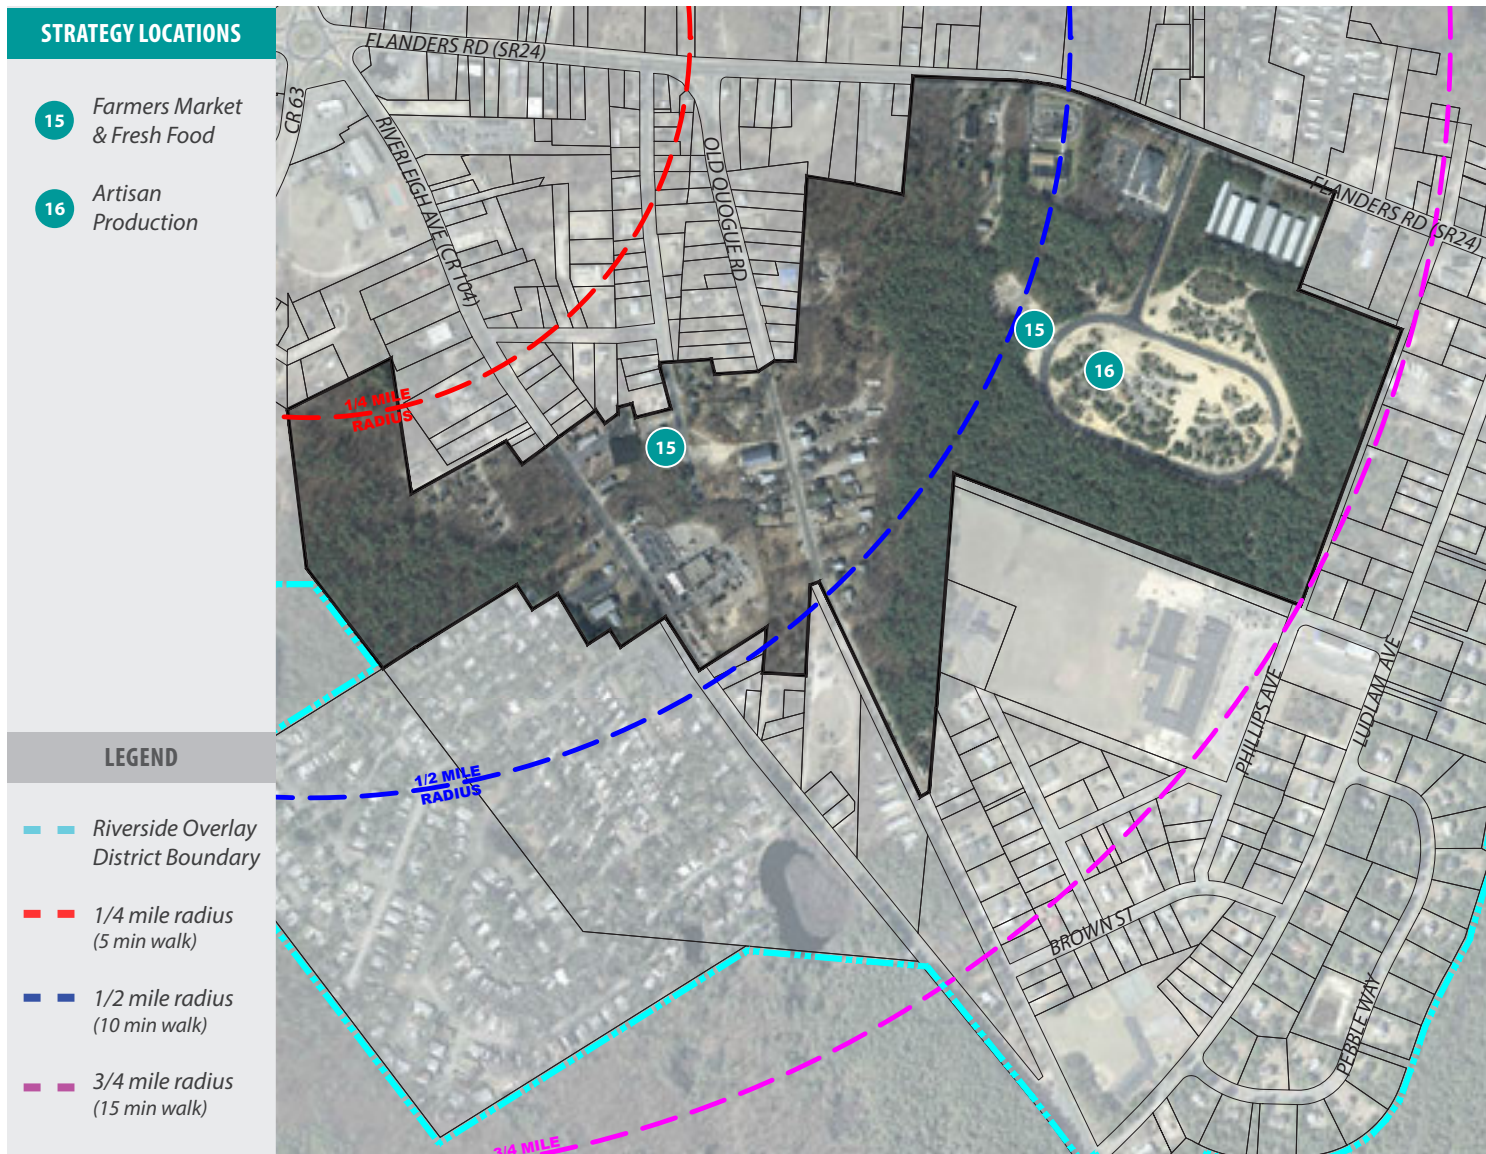 STRATEGY LOCATIONS
15
Farmers Market
& Fresh Food
16
Artisan
Production
LEGEND
Riverside Overlay
District Boundary
1/4 mile radius
(5 min walk)
1/2 mile radius
(10 min walk)
3/4 mile radius
(15 min walk)
FLANDERS RD (SR24)
CR 63
RIVERLEIGH AVE (CR 104)
OLD QUOGUE RD
FLANDERS RD (SR24)
15
16
1/4 MILE
RADIUS
15
1/2 MILE
RADIUS
PHILLIPS AVE
LUDLAM AVE
BROWN ST
PEBBLE WAY
3/4 MILE